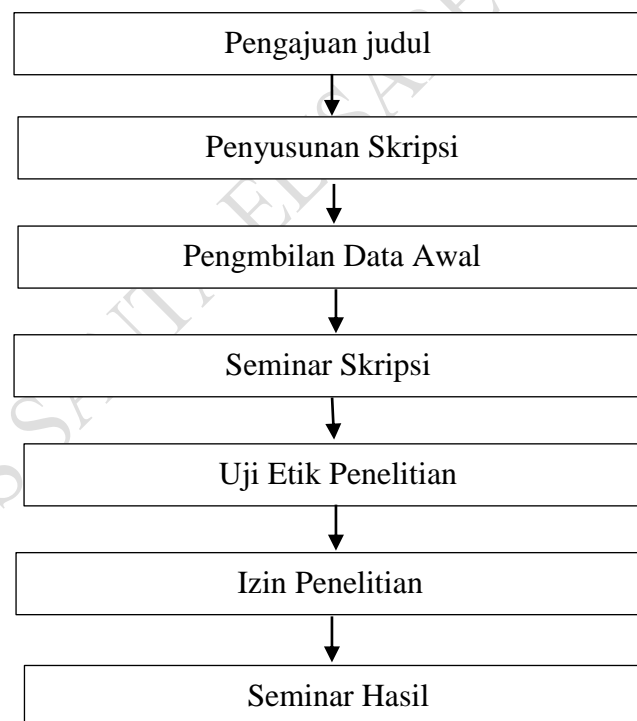 Pengajuan judul
Penyusunan Skripsi
Pengmbilan Data Awal
Seminar Skripsi
Uji Etik Penelitian
Izin Penelitian
Seminar Hasil